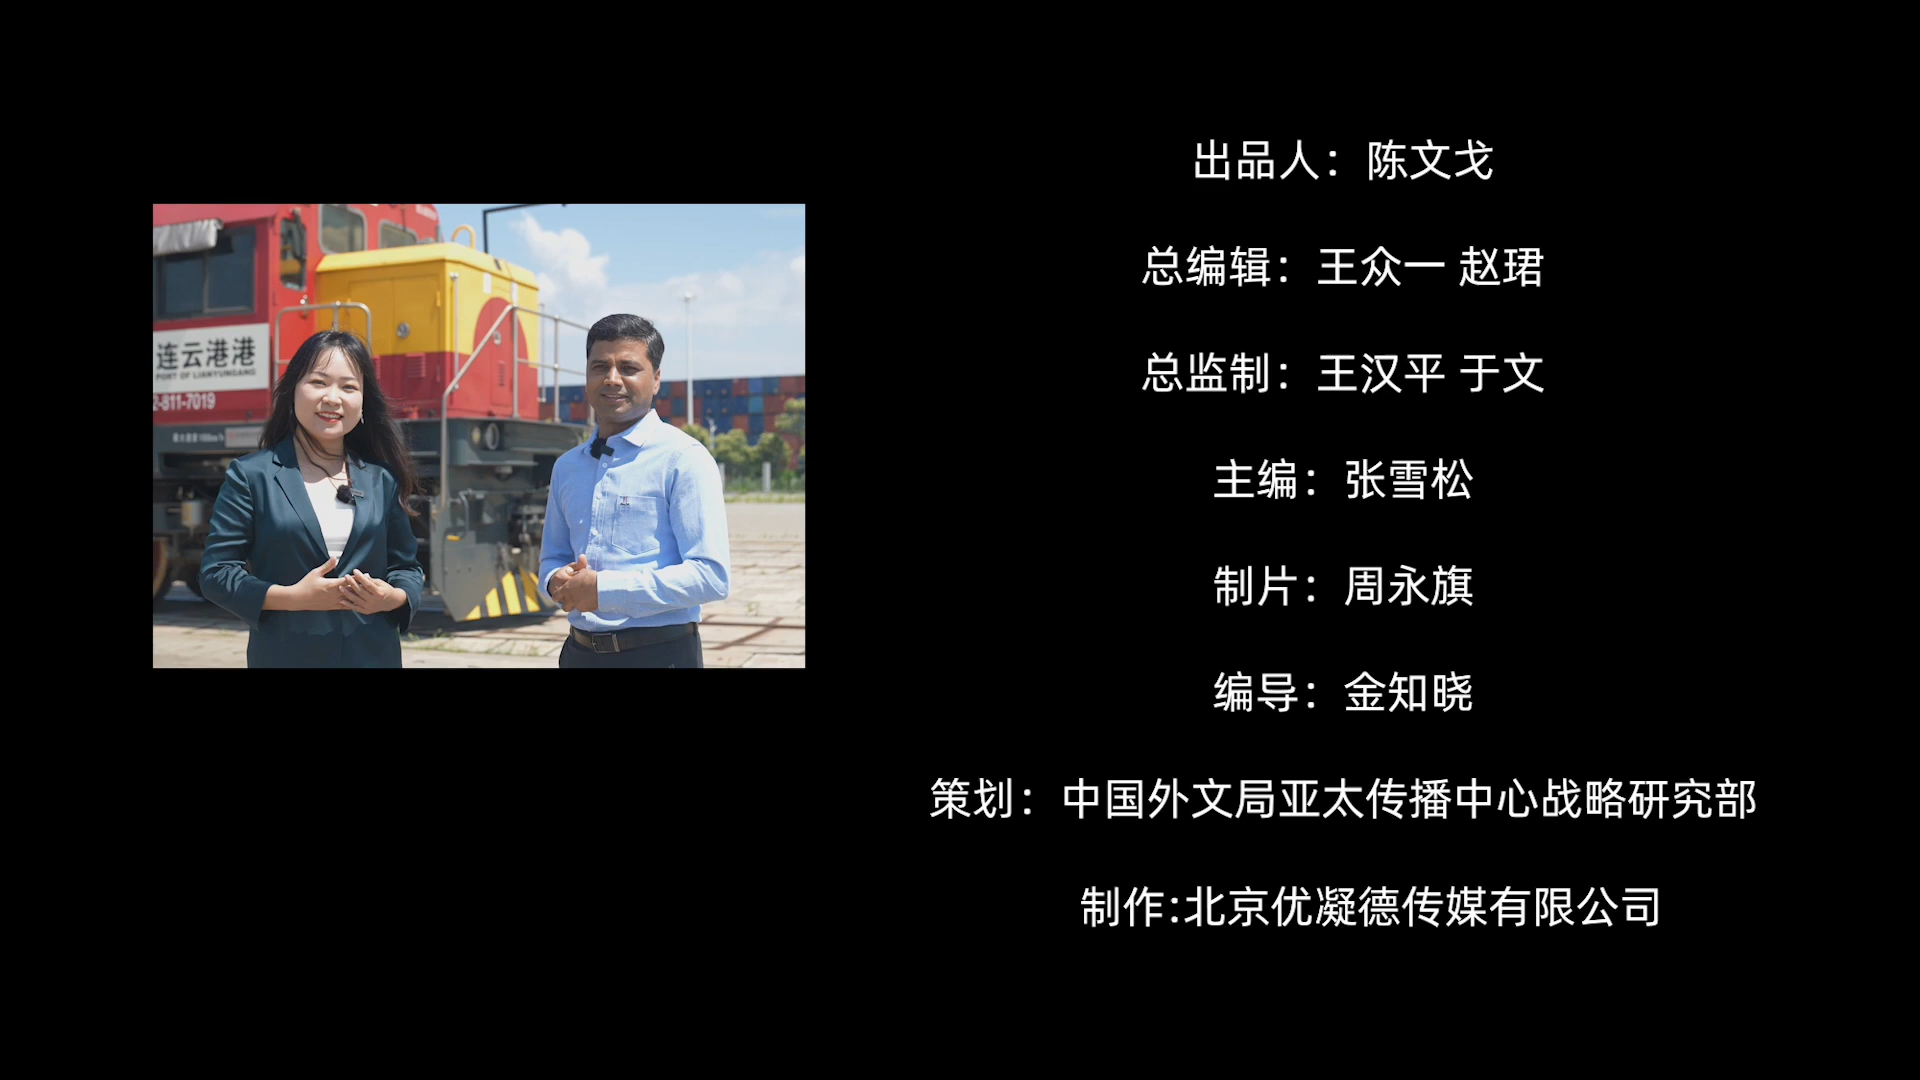 连云港港
PORT OF LIANYUNGANG
2-811-7019
出品人：陈文戈
总编辑：王众一 赵珺
总监制：王汉平 于文
主编：张雪松
制片：周永旗
编导：金知晓
策划：中国外文局亚太传播中心战略研究部
制作:北京优凝德传媒有限公司